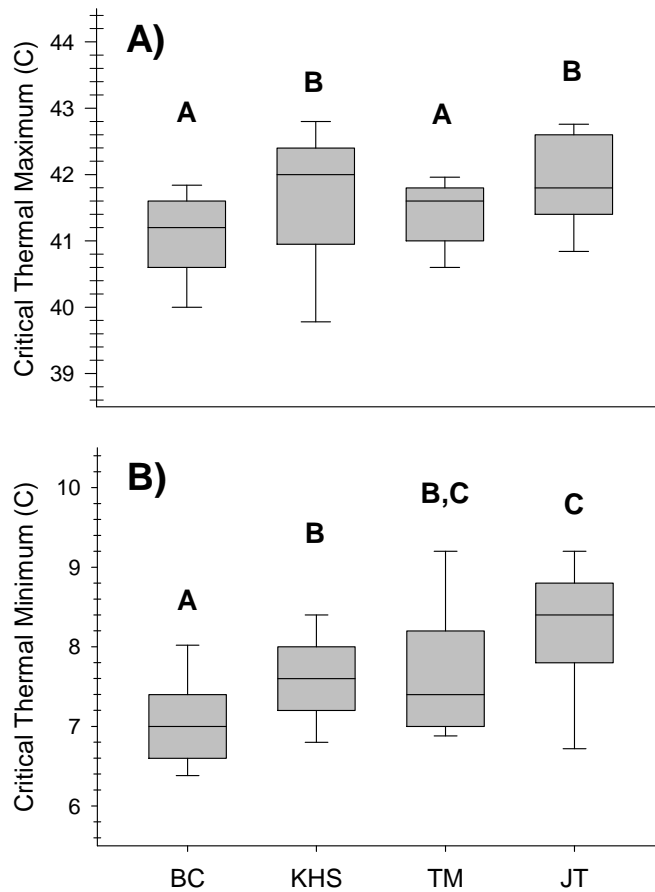 A)
Critical Thermal Maximum (C)
44
43
42
41
40
39
A
B
A
B
B)
Critical Thermal Minimum (C)
10
9
8
7
6
A
B
B,C
C
BC KHS TM JT